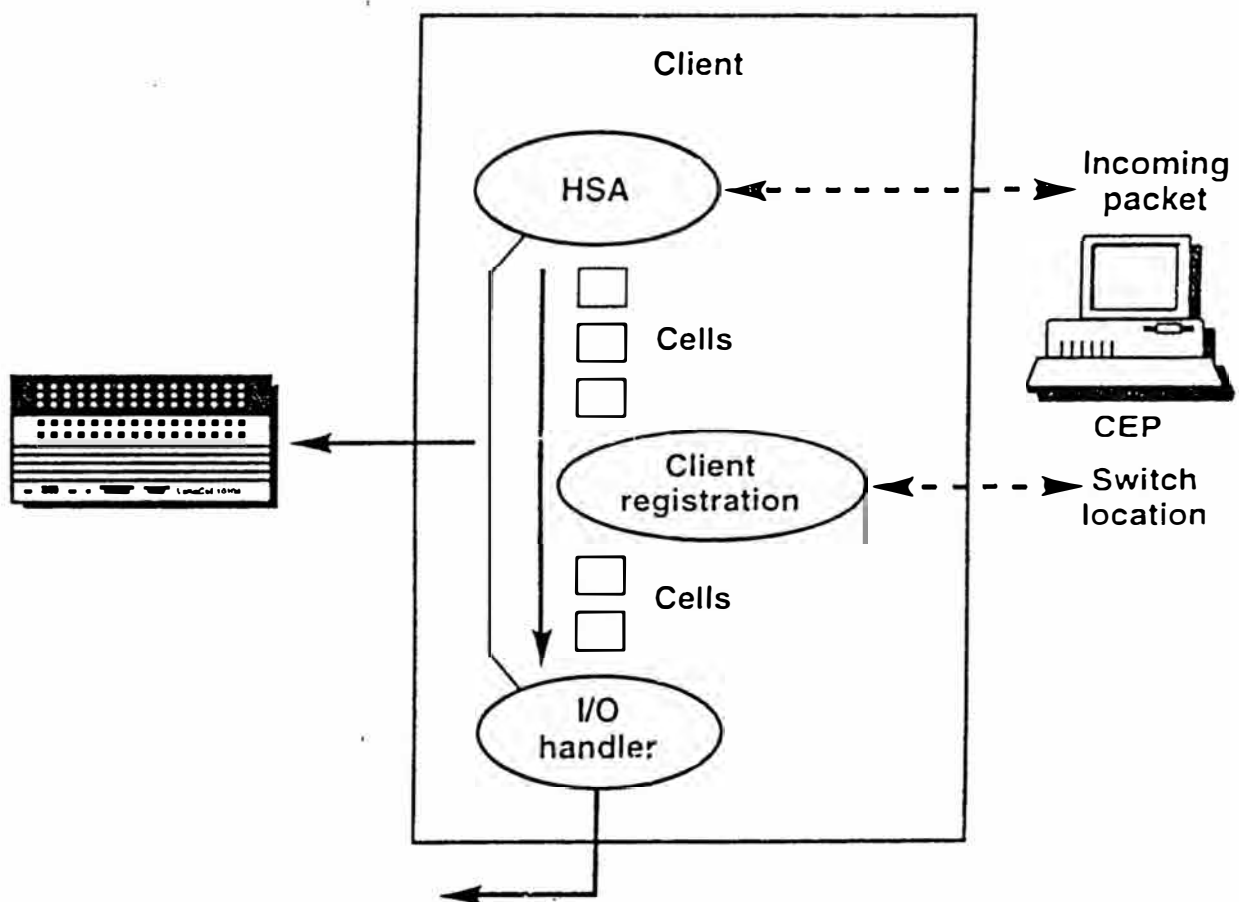 Client
HSA
Incoming
packet
Cells
CEP
Client
registration
Switch
location
Cells
I/O
handler